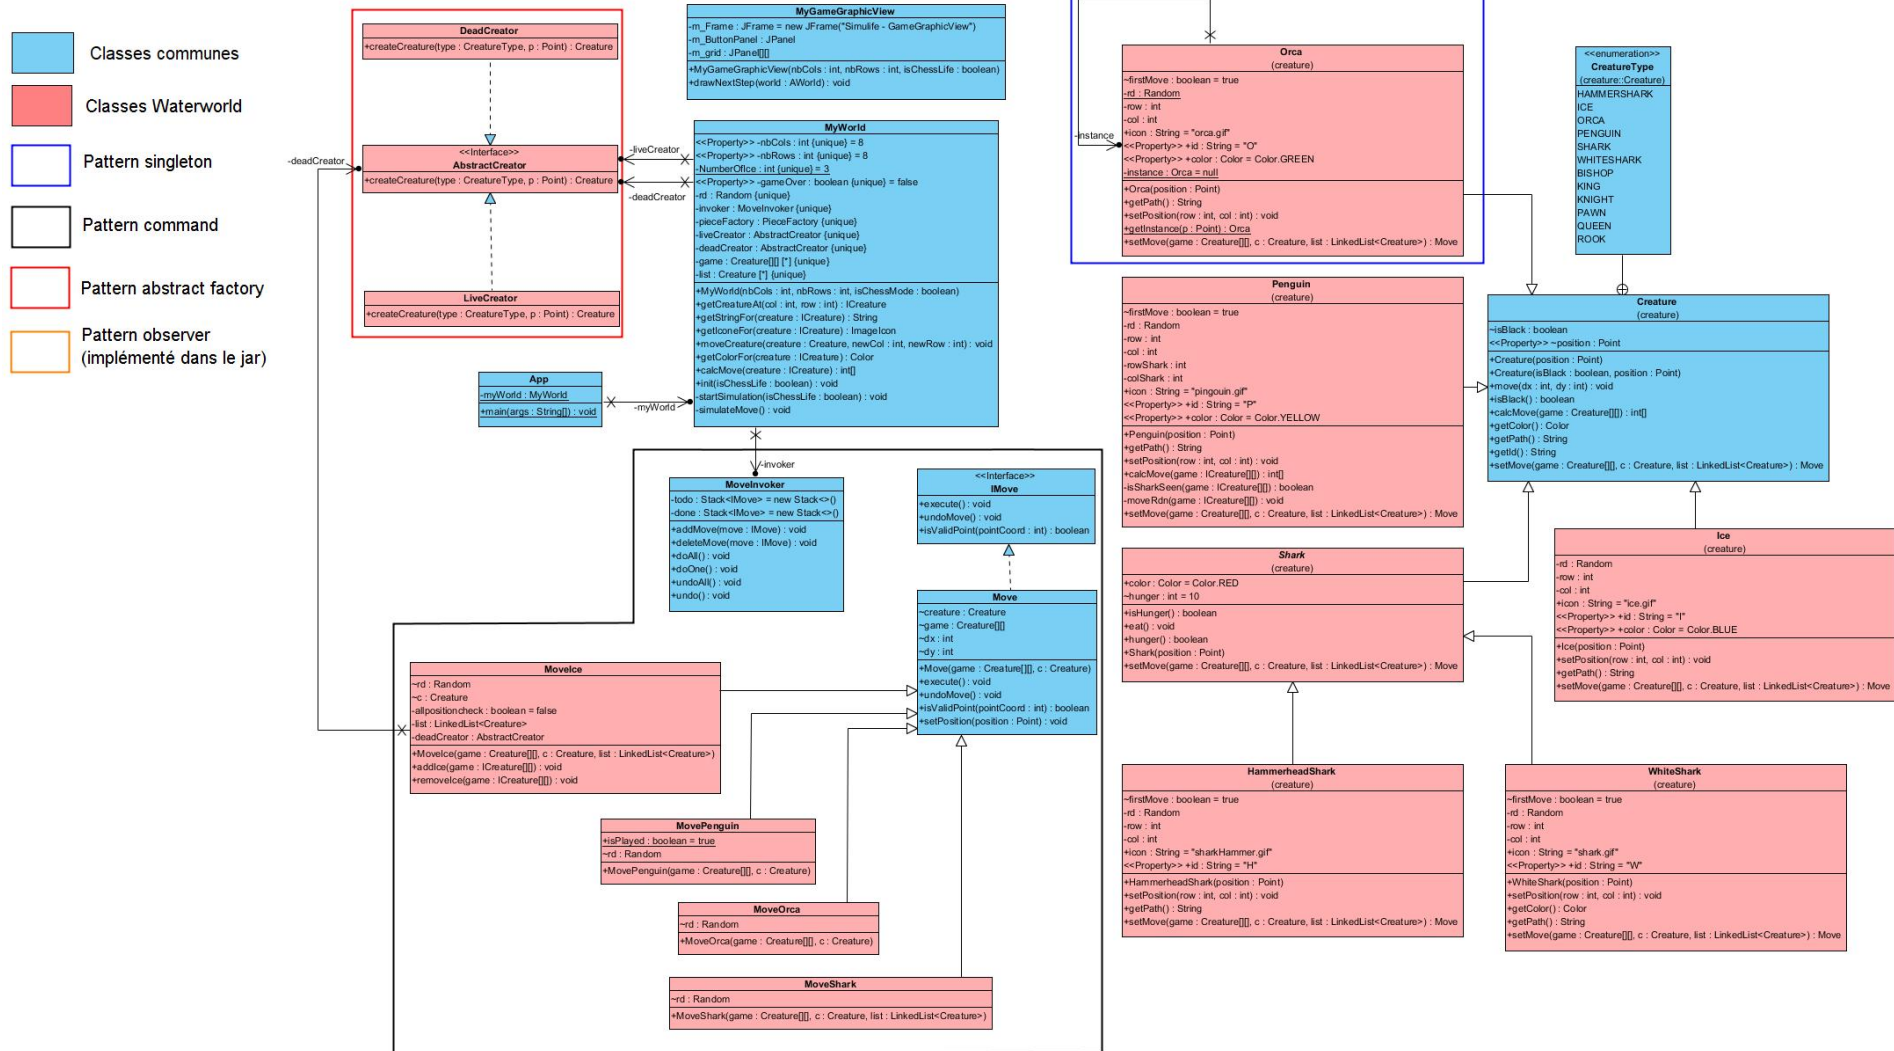 Classes communes
Classes Waterworld
Pattern singleton
Pattern command
Pattern abstract factory
Pattern observer
(implémenté dans le jar)
DeadCreator
+createCreature(type : CreatureType, p : Point) : Creature
<<Interface>>
AbstractCreator
+createCreature(type : CreatureType, p : Point) : Creature
LiveCreator
+createCreature(type : CreatureType, p : Point) : Creature
-deadCreator
-liveCreator
-deadCreator
MyGameGraphicView
-m_Frame : JFrame = new JFrame("Simulife - GameGraphicView")
-m_ButtonPanel : JPanel
-m_grid : JPanel[][]
+MyGameGraphicView(nbCols : int, nbRows : int, isChessLife : boolean)
+drawNextStep(world : AWorld) : void
MyWorld
<<Property>> -nbCols : int {unique} = 8
<<Property>> -nbRows : int {unique} = 8
-NumberOfIce : int {unique} = 3
<<Property>> -gameOver : boolean {unique} = false
-rd : Random {unique}
-invoker : MoveInvoker {unique}
-pieceFactory : PieceFactory {unique}
-liveCreator : AbstractCreator {unique}
-deadCreator : AbstractCreator {unique}
-game : Creature[][] [*] {unique}
-list : Creature [*] {unique}
+MyWorld(nbCols : int, nbRows : int, isChessMode : boolean)
+getCreatureAt(col : int, row : int) : ICreature
+getStringFor(creature : ICreature) : String
+getIconeFor(creature : ICreature) : ImageIcon
+moveCreature(creature : Creature, newCol : int, newRow : int) : void
+getColorFor(creature : ICreature) : Color
+calcMove(creature : ICreature) : int[]
+init(isChessLife : boolean) : void
-startSimulation(isChessLife : boolean) : void
-simulateMove() : void
App
-myWorld : MyWorld
+main(args : String[]) : void
-myWorld
-invoker
MoveInvoker
-todo : Stack<IMove> = new Stack<>()
-done : Stack<IMove> = new Stack<>()
+addMove(move : IMove) : void
+deleteMove(move : IMove) : void
+doAll() : void
+doOne() : void
+undoAll() : void
+undo() : void
<<Interface>>
IMove
+execute() : void
+undoMove() : void
+isValidPoint(pointCoord : int) : boolean
Move
~creature : Creature
~game : Creature[][]
~dx : int
~dy : int
+Move(game : Creature[][], c : Creature)
+execute() : void
+undoMove() : void
+isValidPoint(pointCoord : int) : boolean
+setPosition(position : Point) : void
MoveIce
~rd : Random
~c : Creature
-allpositioncheck : boolean = false
-list : LinkedList<Creature>
-deadCreator : AbstractCreator
+MoveIce(game : Creature[][], c : Creature, list : LinkedList<Creature>)
+addIce(game : ICreature[][]) : void
+removeIce(game : ICreature[][]) : void
MovePenguin
+isPlayed : boolean = true
~rd : Random
+MovePenguin(game : Creature[][], c : Creature)
MoveOrca
~rd : Random
+MoveOrca(game : Creature[][], c : Creature)
MoveShark
~rd : Random
+MoveShark(game : Creature[][], c : Creature, list : LinkedList<Creature>)
-instance
Orca
(creature)
~firstMove : boolean = true
-rd : Random
-row : int
-col : int
+icon : String = "orca.gif"
<<Property>> +id : String = "O"
<<Property>> +color : Color = Color.GREEN
-instance : Orca = null
+Orca(position : Point)
+getPath() : String
+setPosition(row : int, col : int) : void
+getInstance(p : Point) : Orca
+setMove(game : Creature[][], c : Creature, list : LinkedList<Creature>) : Move
Penguin
(creature)
~firstMove : boolean = true
-rd : Random
-row : int
-col : int
-rowShark : int
-colShark : int
+icon : String = "pingouin.gif"
<<Property>> +id : String = "P"
<<Property>> +color : Color = Color.YELLOW
+Penguin(position : Point)
+getPath() : String
+setPosition(row : int, col : int) : void
+calcMove(game : ICreature[][]) : int[]
-isSharkSeen(game : ICreature[][]) : boolean
-moveRdn(game : ICreature[][]) : void
+setMove(game : Creature[][], c : Creature, list : LinkedList<Creature>) : Move
Shark
(creature)
+color : Color = Color.RED
~hunger : int = 10
+isHunger() : boolean
+eat() : void
+hunger() : boolean
+Shark(position : Point)
+setMove(game : Creature[][], c : Creature, list : LinkedList<Creature>) : Move
HammerheadShark
(creature)
~firstMove : boolean = true
-rd : Random
-row : int
-col : int
+icon : String = "sharkHammer.gif"
<<Property>> +id : String = "H"
+HammerheadShark(position : Point)
+setPosition(row : int, col : int) : void
+getPath() : String
+setMove(game : Creature[][], c : Creature, list : LinkedList<Creature>) : Move
<<enumeration>>
CreatureType
(creature::Creature)
HAMMERSHARK
ICE
ORCA
PENGUIN
SHARK
WHITESHARK
BISHOP
KING
KNIGHT
PAWN
QUEEN
ROOK
Creature
(creature)
~isBlack : boolean
<<Property>> ~position : Point
+Creature(position : Point)
+Creature(isBlack : boolean, position : Point)
+move(dx : int, dy : int) : void
+isBlack() : boolean
+calcMove(game : Creature[][]) : int[]
+getColor() : Color
+getPath() : String
+getId() : String
+setMove(game : Creature[][], c : Creature, list : LinkedList<Creature>) : Move
Ice
(creature)
-rd : Random
-row : int
-col : int
+icon : String = "ice.gif"
<<Property>> +id : String = "I"
<<Property>> +color : Color = Color.BLUE
+Ice(position : Point)
+setPosition(row : int, col : int) : void
+getPath() : String
+setMove(game : Creature[][], c : Creature, list : LinkedList<Creature>) : Move
WhiteShark
(creature)
~firstMove : boolean = true
-rd : Random
-row : int
-col : int
+icon : String = "shark.gif"
<<Property>> +id : String = "W"
+WhiteShark(position : Point)
+setPosition(row : int, col : int) : void
+getColor() : Color
+getPath() : String
+setMove(game : Creature[][], c : Creature, list : LinkedList<Creature>) : Move